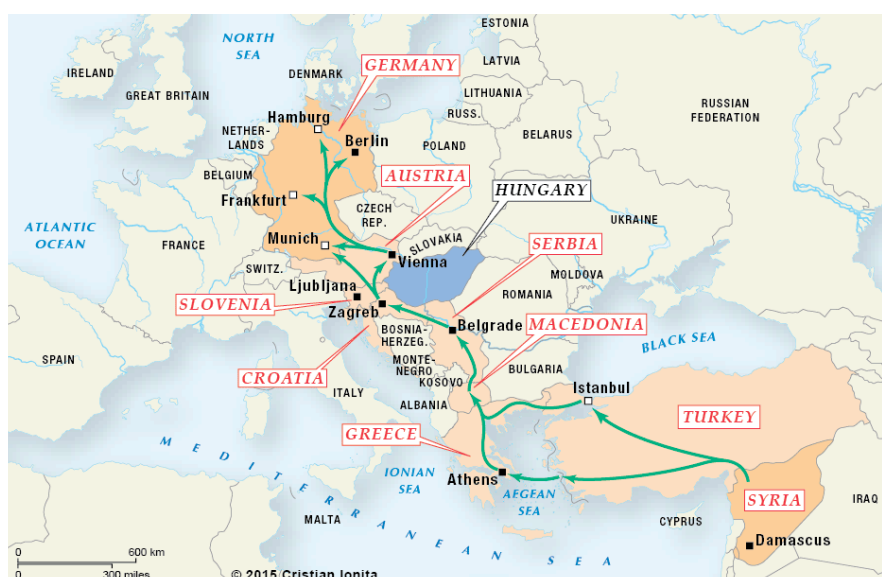 ESTONIA
NORTH
SEA
LATVIA
IRELAND
DENMARK
GERMANY
LITHUANIA
GREAT BRITAIN
RUSS.
RUSSIAN
FEDERATION
Hamburg
NETHER-
LANDS
Berlin
POLAND
BELARUS
BELGIUM
AUSTRIA
HUNGARY
Frankfurt
CZECH
REP.
UKRAINE
ATLANTIC
OCEAN
FRANCE
Munich
SLOVAKIA
SERBIA
Vienna
SWITZ.
MOLDOVA
Ljubljana
ROMANIA
SLOVENIA
Zagreb
BOSNIA-
HERZEG.
Belgrade
MACEDONIA
BLACK SEA
SPAIN
MONTE-
NEGRO
CROATIA
KOSOVO
BULGARIA
ITALY
Istanbul
ALBANIA
TURKEY
GREECE
MEDITERRANEAN SEA
IONIAN
SEA
Athens
AEGEAN
SEA
SYRIA
IRAQ
MALTA
CYPRUS
Damascus
0 600 km
0 300 miles
© 2015 Cristian Ionita